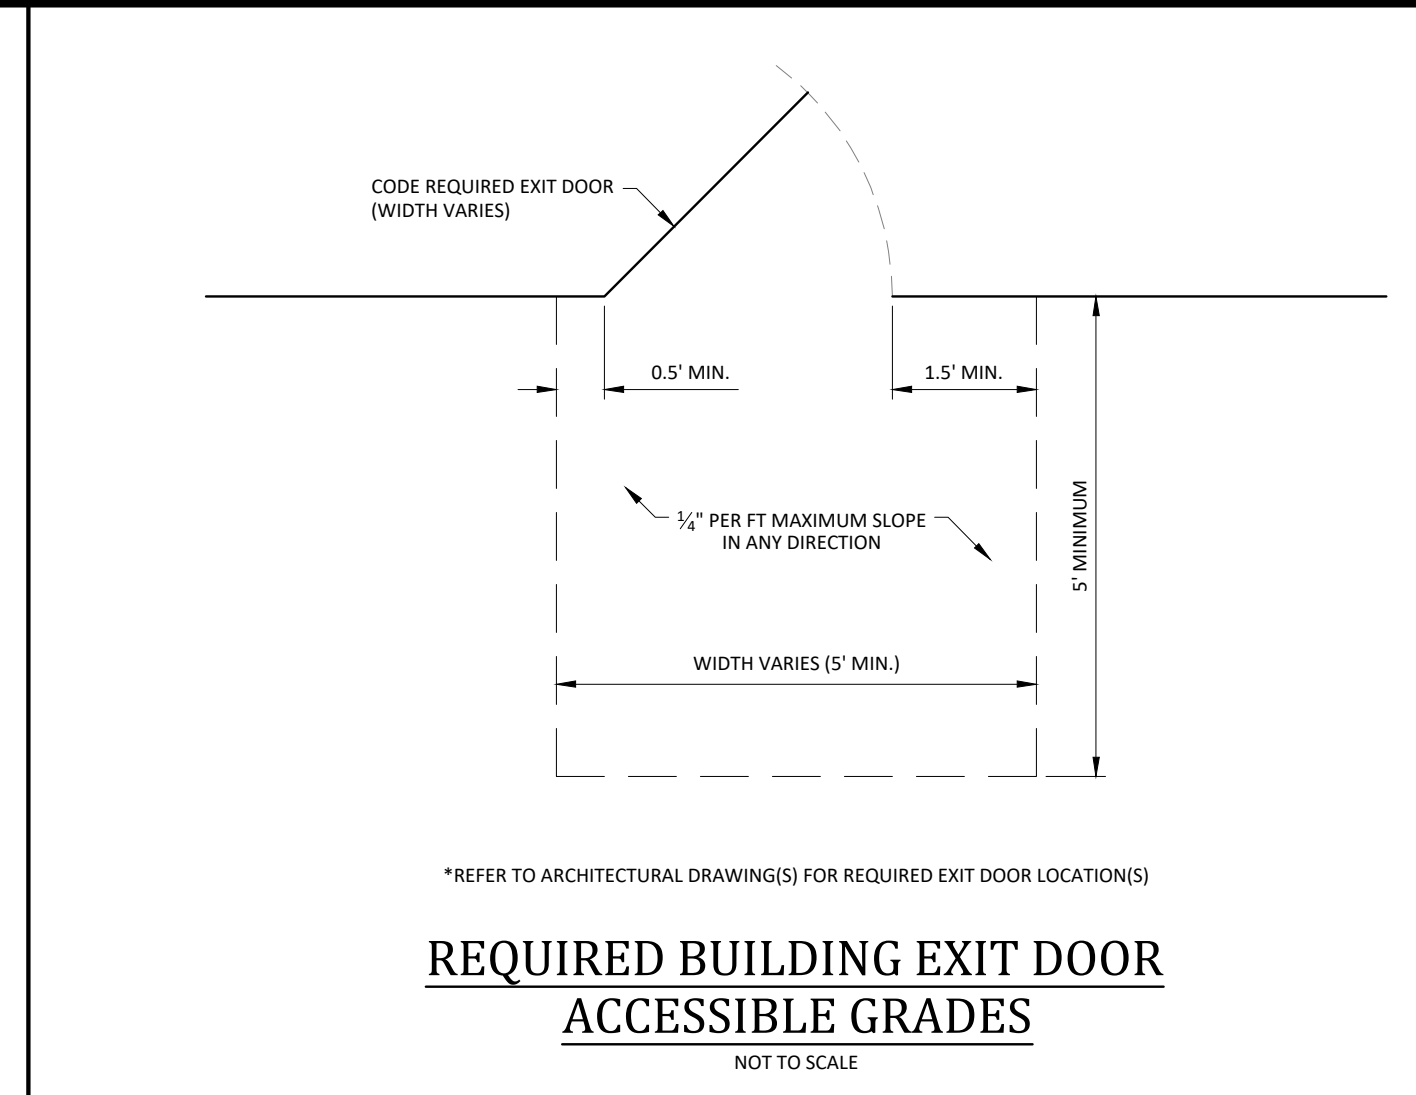 CODE REQUIRED EXIT DOOR
(WIDTH VARIES)
0.5' MIN.
1.5' MIN.
¼" PER FT MAXIMUM SLOPE
IN ANY DIRECTION
5' MINIMUM
WIDTH VARIES (5' MIN.)
*REFER TO ARCHITECTURAL DRAWING(S) FOR REQUIRED EXIT DOOR LOCATION(S)
REQUIRED BUILDING EXIT DOOR
ACCESSIBLE GRADES
NOT TO SCALE